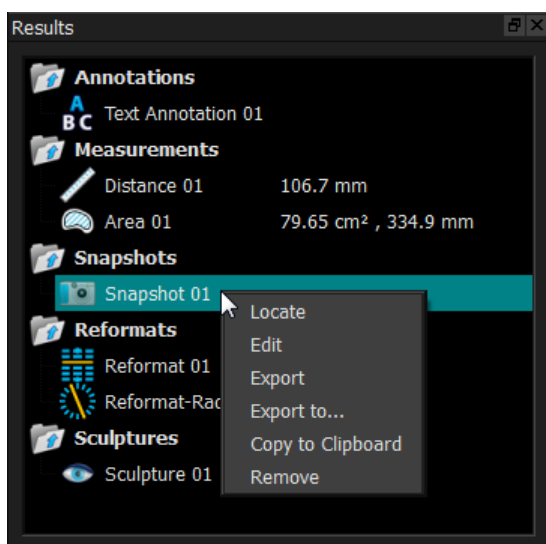 Results
Annotations
A
B C
Text Annotation 01
Measurements
Distance 01 106.7 mm
Area 01 79.65 cm² , 334.9 mm
Snapshots
Snapshot 01
Locate
Reformats
Edit
Reformat 01
Export
Reformat-Rad
Export to...
Sculptures
Copy to Clipboard
Sculpture 01
Remove